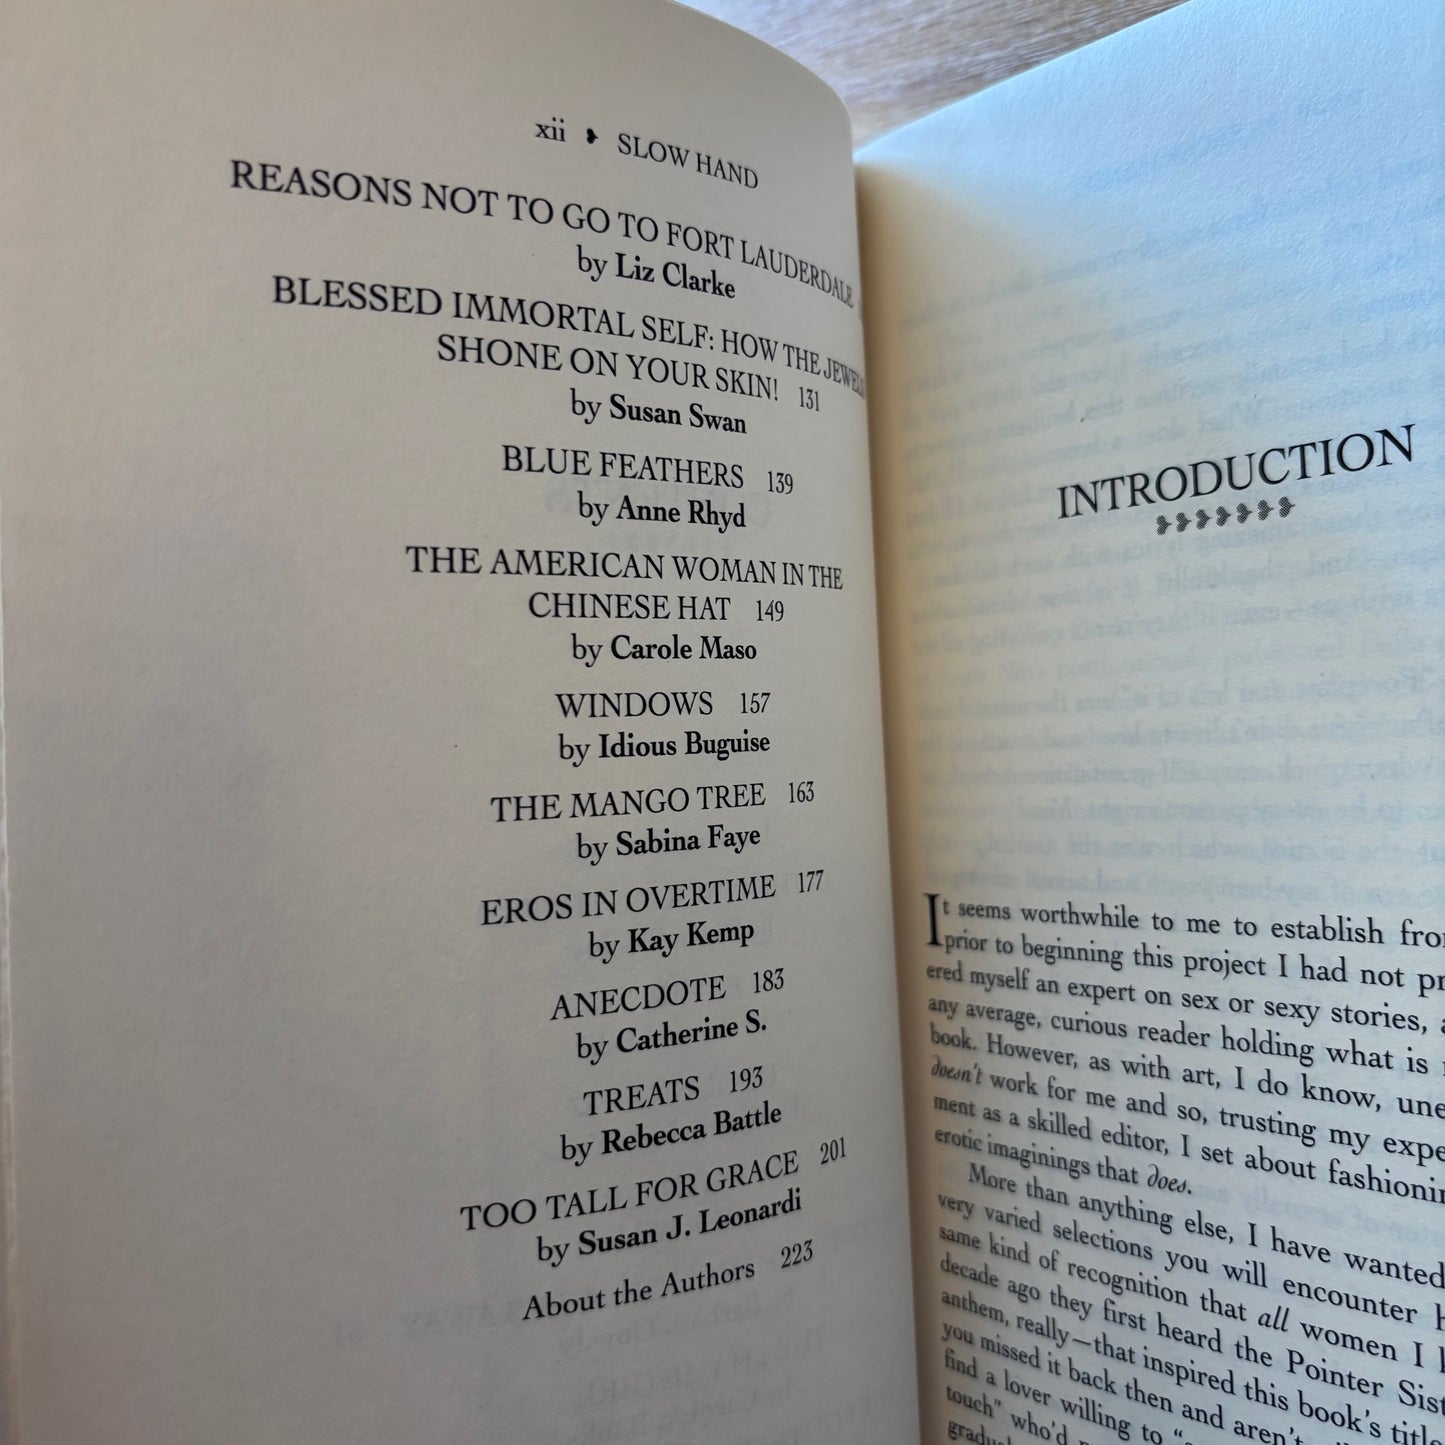 xii ❥ SLOW HAND
REASONS NOT TO GO TO FORT LAUDERDALE
by Liz Clarke
BLESSED IMMORTAL SELF: HOW THE JEWELS
SHONE ON YOUR SKIN! 131
by Susan Swan
BLUE FEATHERS 139
by Anne Rhyd
THE AMERICAN WOMAN IN THE
CHINESE HAT 149
by Carole Maso
WINDOWS 157
by Idious Buguise
THE MANGO TREE 163
by Sabina Faye
EROS IN OVERTIME 177
by Kay Kemp
ANECDOTE 183
by Catherine S.
TREATS 193
by Rebecca Battle
TOO TALL FOR GRACE 201
by Susan J. Leonardi
About the Authors 223
INTRODUCTION
It seems worthwhile to me to establish
prior to beginning this project I had not
ered myself an expert on sex or sexy stories,
any average, curious reader holding what is
book. However, as with art, I do know,
doesn't work for me and so, trusting my
ment as a skilled editor, I set about
erotic imaginings that does.
More than anything else, I have wanted
very varied selections you will encounter
same kind of recognition that all women I
decade ago they first heard the Pointer
anthem, really—that inspired this book's
you missed it back then and aren't
find a lover willing to
touch" who'd